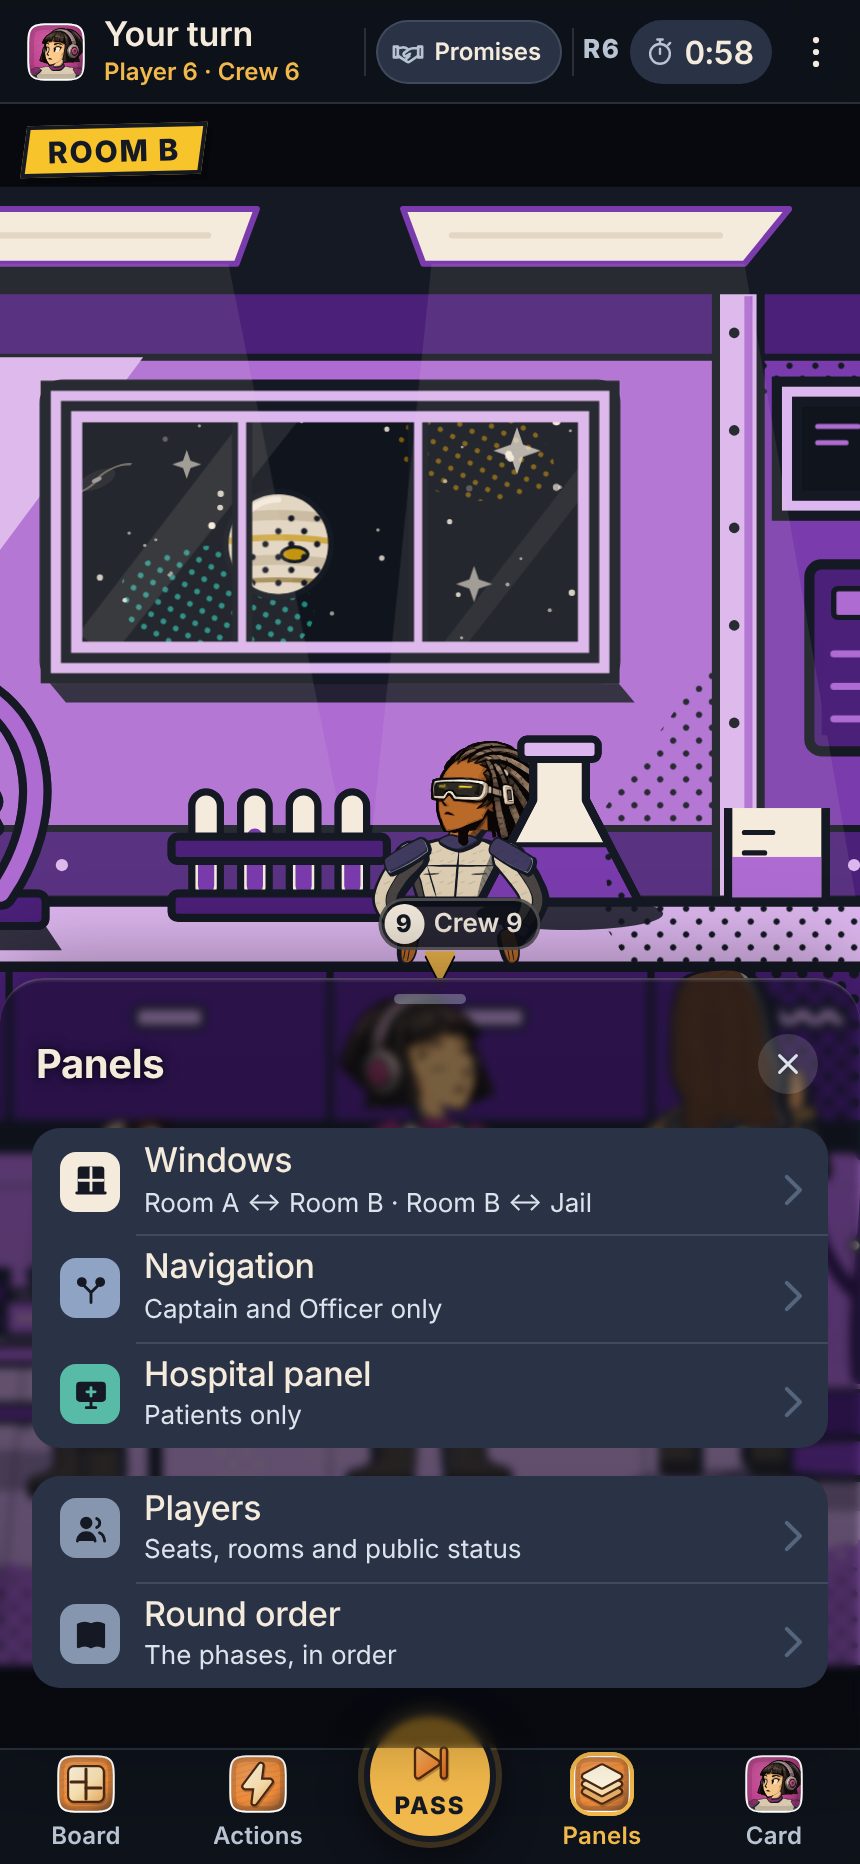 Your turn
Player 6 · Crew 6
Promises
R6
0:58
ROOM B
9 Crew 9
Panels
Windows
Room A ↔ Room B · Room B ↔ Jail
Navigation
Captain and Officer only
Hospital panel
Patients only
Players
Seats, rooms and public status
Round order
The phases, in order
Board
Actions
PASS
Panels
Card